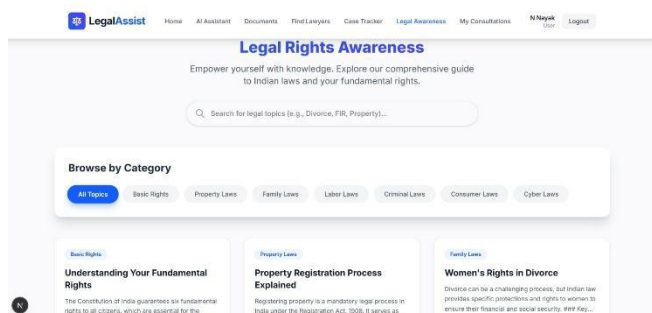 LegalAssist Home AI Assistant Documents Find Lawyers Case Tracker Legal Awareness My Consultations N Nayak User Logout
Legal Rights Awareness
Empower yourself with knowledge. Explore our comprehensive guide
to Indian laws and your fundamental rights.
Search for legal topics (e.g., Divorce, FIR, Property)...
Browse by Category
All Topics Basic Rights Property Laws Family Laws Labor Laws Criminal Laws Consumer Laws Cyber Laws
Basic Rights
Understanding Your Fundamental
Rights
The Constitution of India guarantees six fundamental
rights to all citizens, which are essential for the
Property Laws
Property Registration Process
Explained
Registering property is a mandatory legal process in
India under the Registration Act, 1908. It serves as
Family Laws
Women's Rights in Divorce
Divorce can be a challenging process, but Indian law
provides specific protections and rights to women to
ensure their financial and social security. ### Key...
N